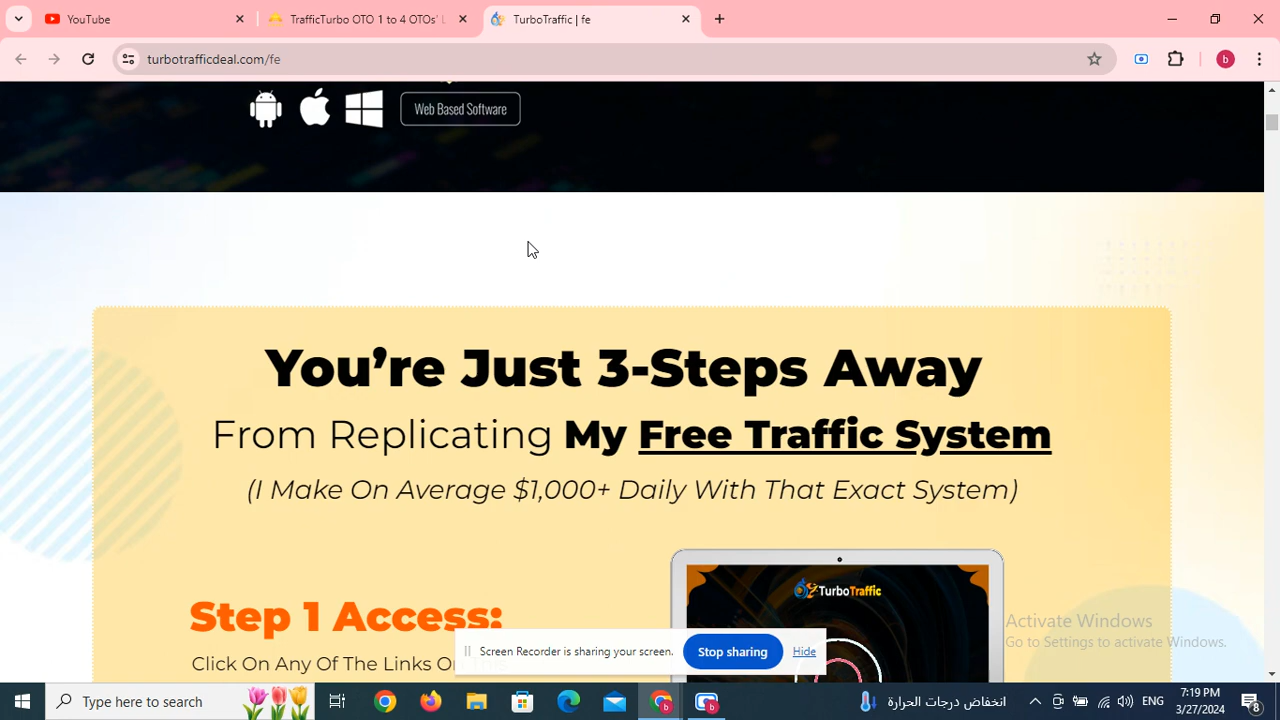 YouTube
TrafficTurbo OTO 1 to 4 OTOs' L
TurboTraffic | fe
turbotrafficdeal.com/fe
b
Web Based Software
You're Just 3-Steps Away
From Replicating My Free Traffic System
(I Make On Average $1,000+ Daily With That Exact System)
TurboTraffic
Step 1 Access:
Click On Any Of The Links On This
Screen Recorder is sharing your screen.
Stop sharing
Hide
Activate Windows
Go to Settings to activate Windows.
Type here to search
انخفاض درجات الحرارة
ENG
7:19 PM
3/27/2024
8